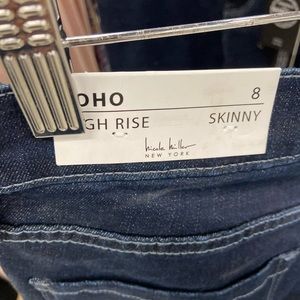 OHO 8
GH RISE SKINNY
nicole miller
NEW YORK